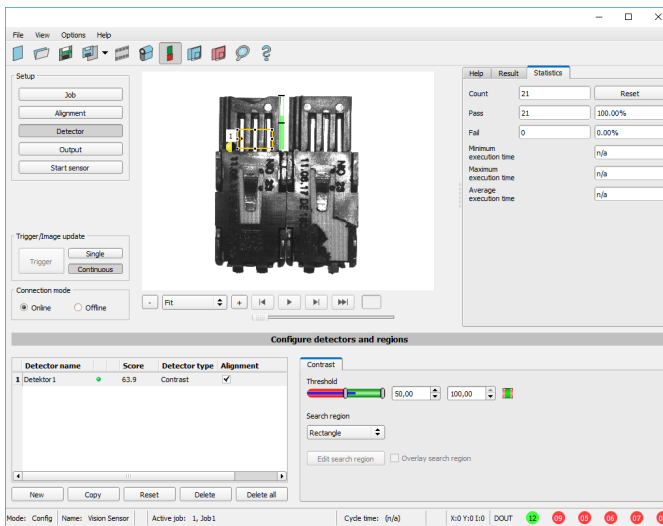 File View Options Help
Setup
Job
Alignment
Detector
Output
Start sensor
Trigger/Image update
Trigger
Single
Continuous
Connection mode
Online Offline
1
- Fit +
Help Result Statistics
Count 21 Reset
Pass 21 100.00%
Fail 0 0.00%
Minimum
execution time n/a
Maximum
execution time n/a
Average
execution time n/a
Configure detectors and regions
Detector name Score Detector type Alignment
1 Detektor1 63.9 Contrast
New Copy Reset Delete Delete all
Contrast
Threshold
50,00 100,00
Search region
Rectangle
Edit search region Overlay search region
Mode: Config Name: Vision Sensor Active job: 1, Job1 Cycle time: (n/a) X:0 Y:0 I:0 DOUT 12 09 05 06 07